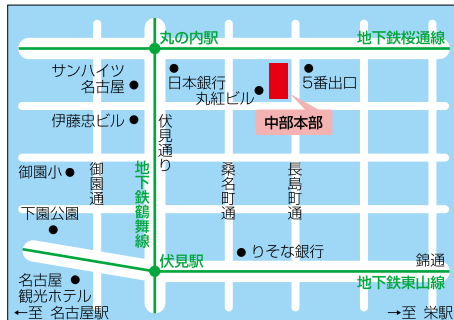 丸の内駅
地下鉄桜通線
サンハイツ
名古屋
日本銀行
丸紅ビル
5番出口
伊藤忠ビル
中部本部
伏見通り
御園小
御園通
地下鉄鶴舞線
桑名町通
長島町通
下園公園
伏見駅
りそな銀行
錦通
地下鉄東山線
名古屋
観光ホテル
←至 名古屋駅
→至 栄駅